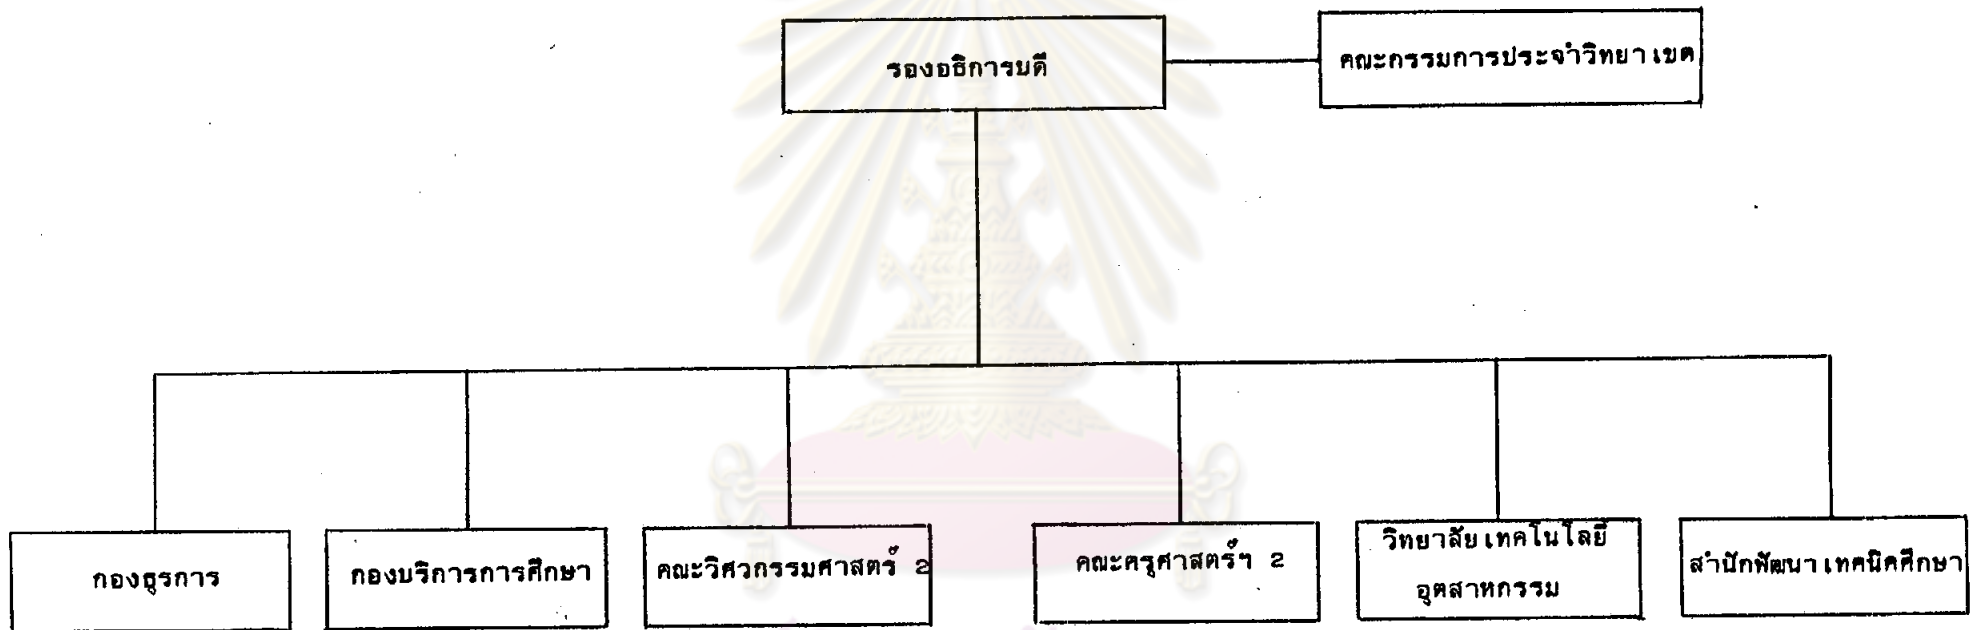 รองอธิการบดี
คณะกรรมการประจำวิทยาเขต
กองธุรการ
กองบริการการศึกษา
คณะวิศวกรรมศาสตร์ 2
คณะครุศาสตร์ฯ 2
วิทยาลัยเทคโนโลยี
อุตสาหกรรม
สำนักพัฒนาเทคนิคศึกษา